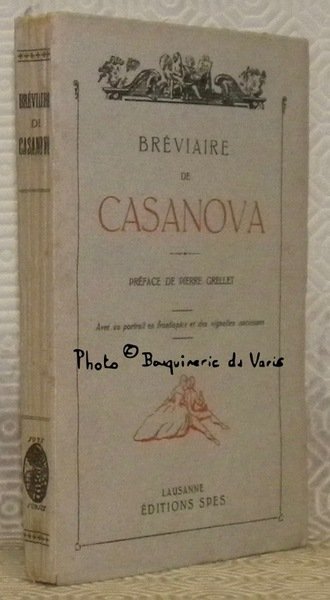 BRÉVIAIRE
DE
CASANOVA
BRÉVIAIRE
DE
CASANOVA
PRÉFACE DE PIERRE GRELLET
Avec un portrait en frontispice et des vignettes anciennes
Photo © Bouquinerie du Varis
LAUSANNE
ÉDITIONS SPES
SPES